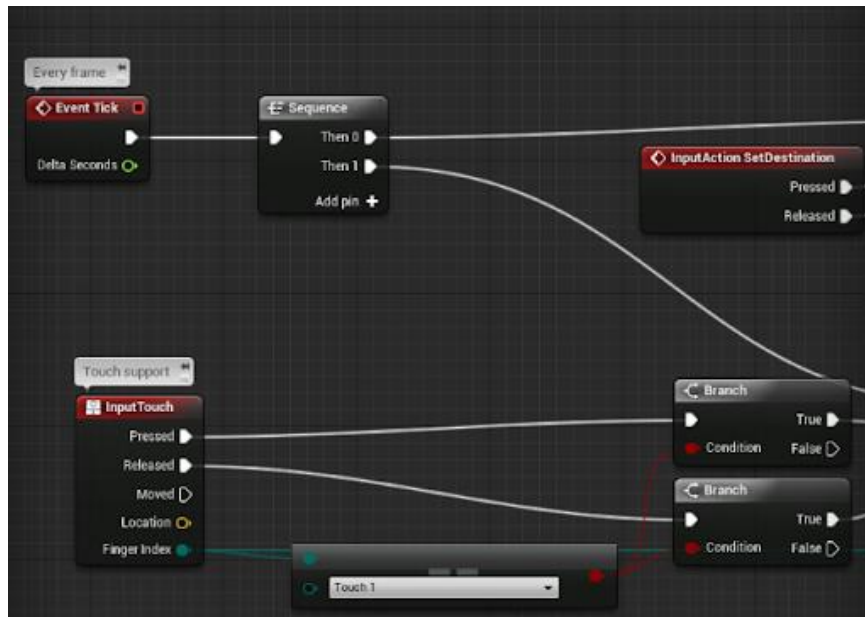 Every frame
Event Tick
Delta Seconds
Sequence
Then 0
Then 1
Add pin
InputAction SetDestination
Pressed
Released
Touch support
InputTouch
Pressed
Released
Moved
Location
Finger Index
==
Touch 1
Branch
True
Condition
False
Branch
True
Condition
False